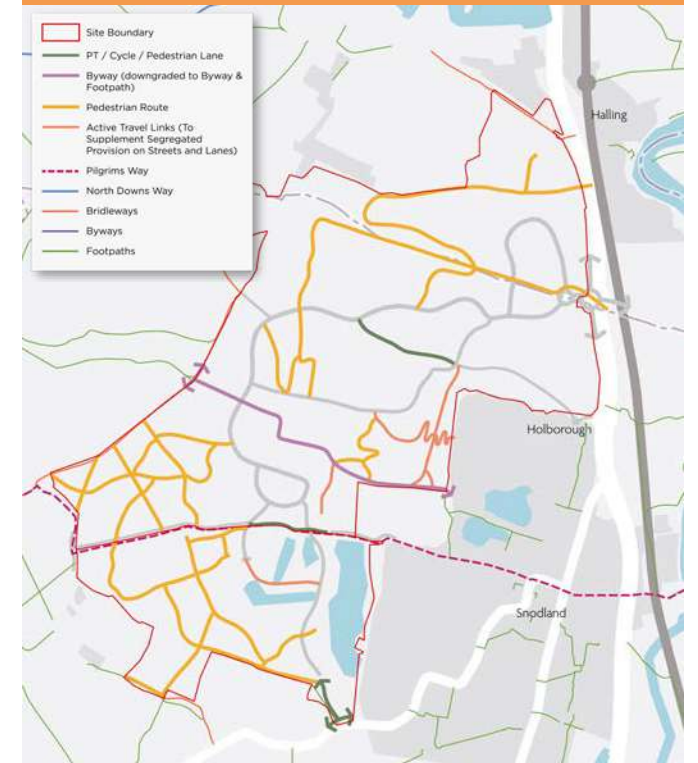 Site Boundary
PT / Cycle / Pedestrian Lane
Byway (downgraded to Byway &
Footpath)
Pedestrian Route
Active Travel Links (To
Supplement Segregated
Provision on Streets and Lanes)
Pilgrims Way
North Downs Way
Bridleways
Byways
Footpaths
Halling
Holborough
Snodland